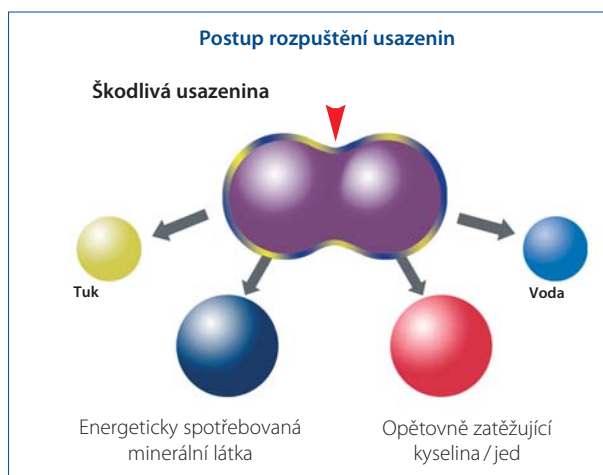 Postup rozpuštění usazenin
Škodlivá usazenina
Tuk
Voda
Energeticky spotřebovaná
minerální látka
Opětovně zatěžující
kyselina / jed